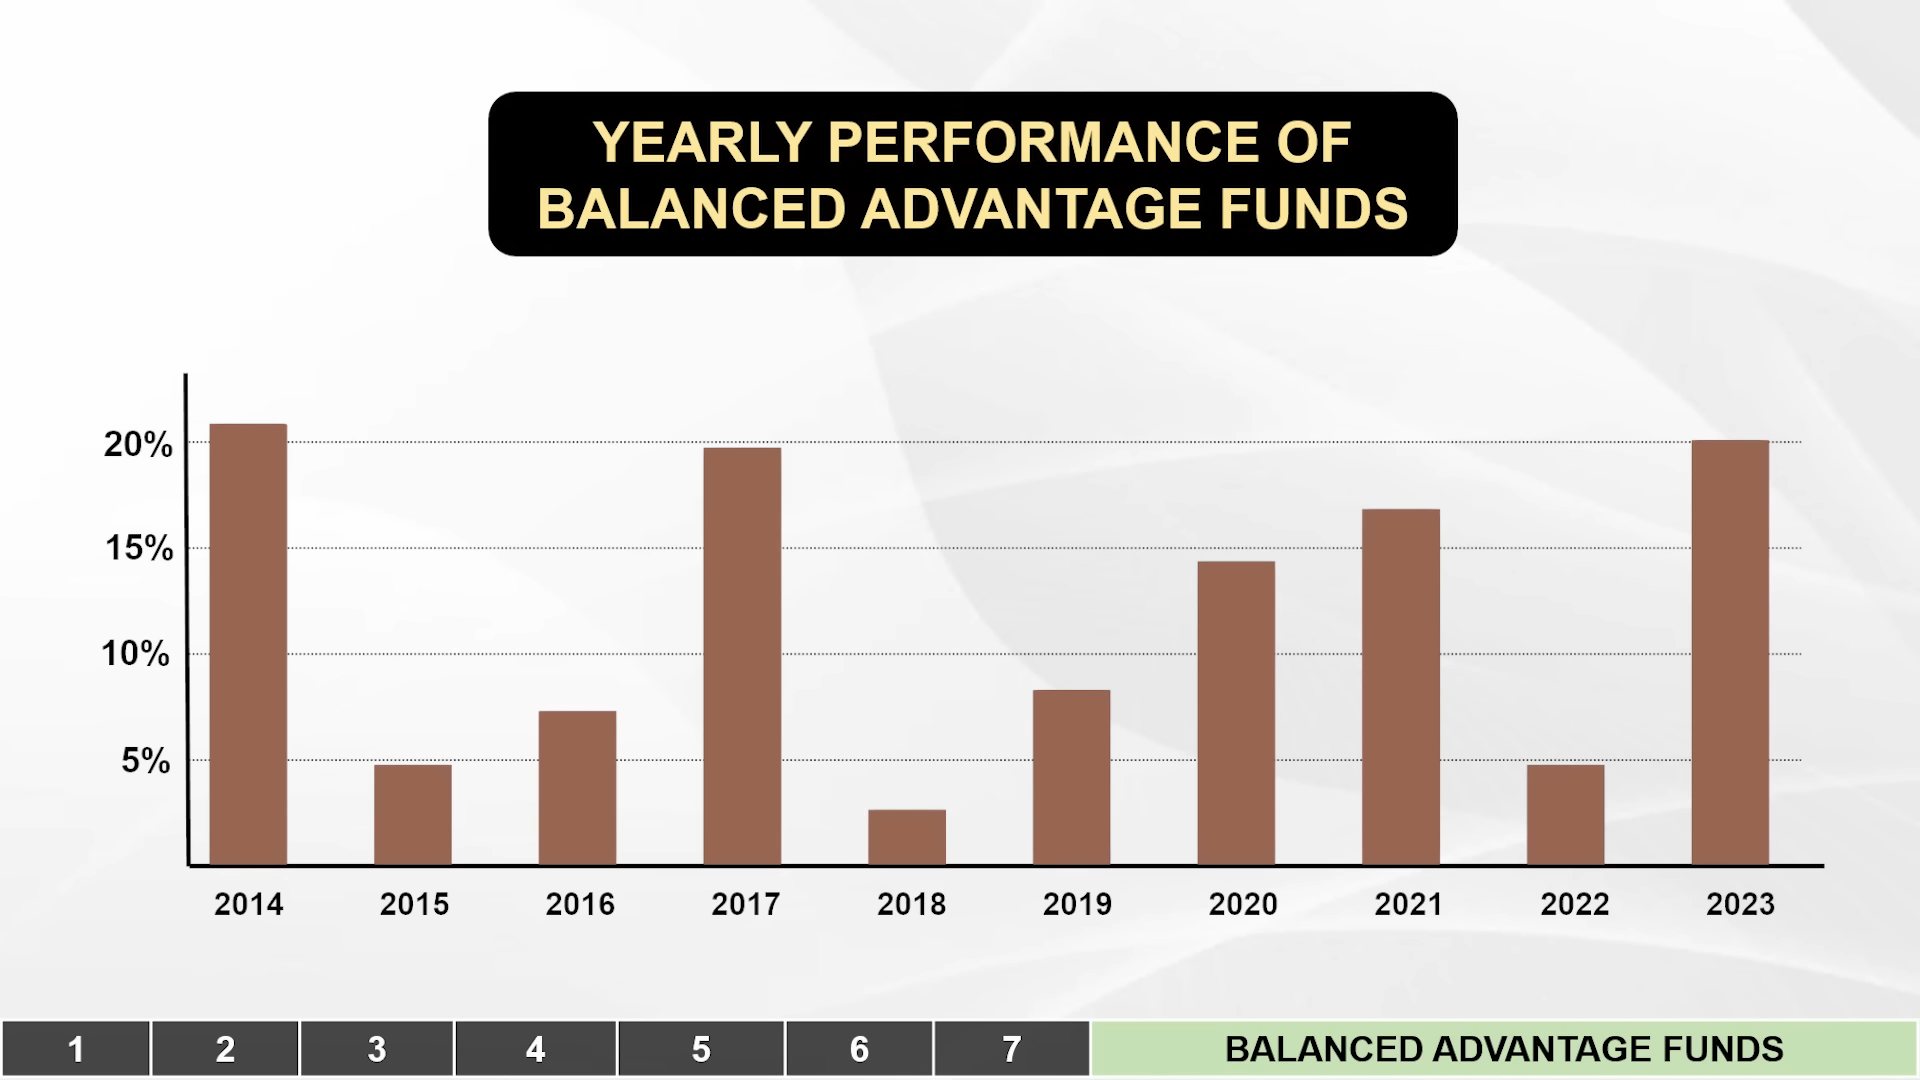 YEARLY PERFORMANCE OF
BALANCED ADVANTAGE FUNDS
20%
15%
10%
5%
2014 2015 2016 2017 2018 2019 2020 2021 2022 2023
1 2 3 4 5 6 7 BALANCED ADVANTAGE FUNDS